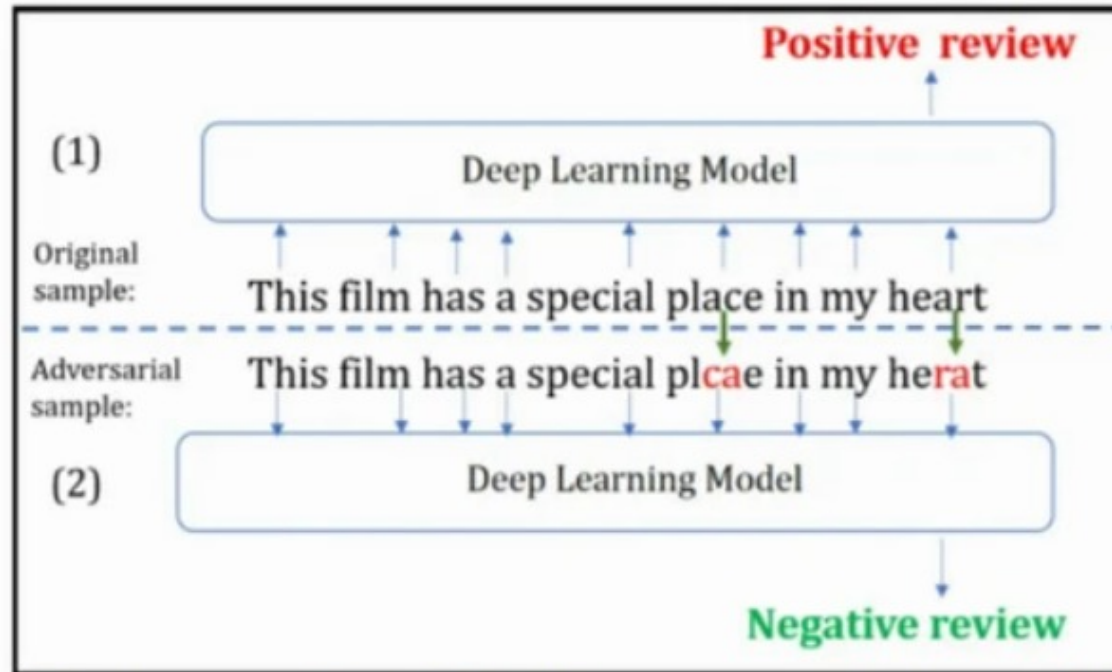 Positive review
(1)
Deep Learning Model
Original
sample:
This film has a special place in my heart
Adversarial
sample:
This film has a special plcae in my herat
(2)
Deep Learning Model
Negative review